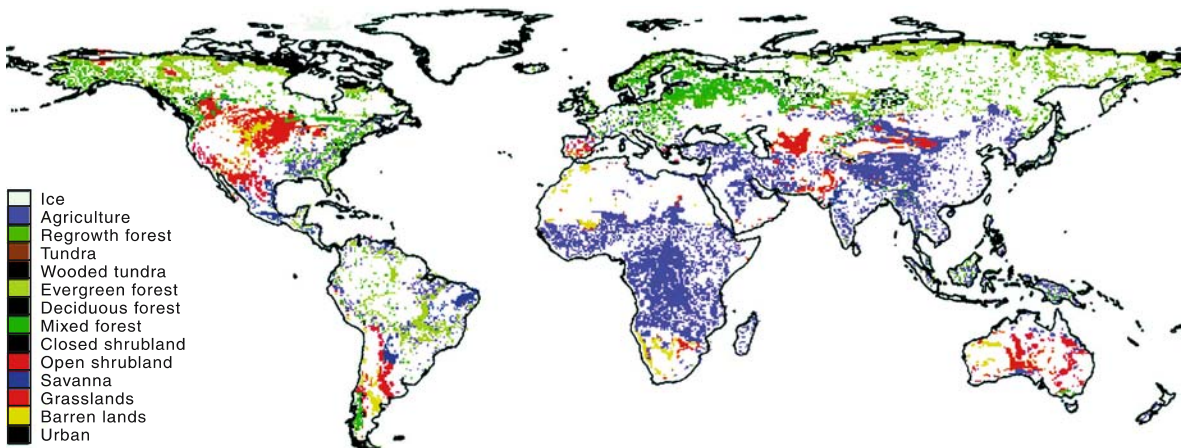 Ice
Agriculture
Regrowth forest
Tundra
Wooded tundra
Evergreen forest
Deciduous forest
Mixed forest
Closed shrubland
Open shrubland
Savanna
Grasslands
Barren lands
Urban